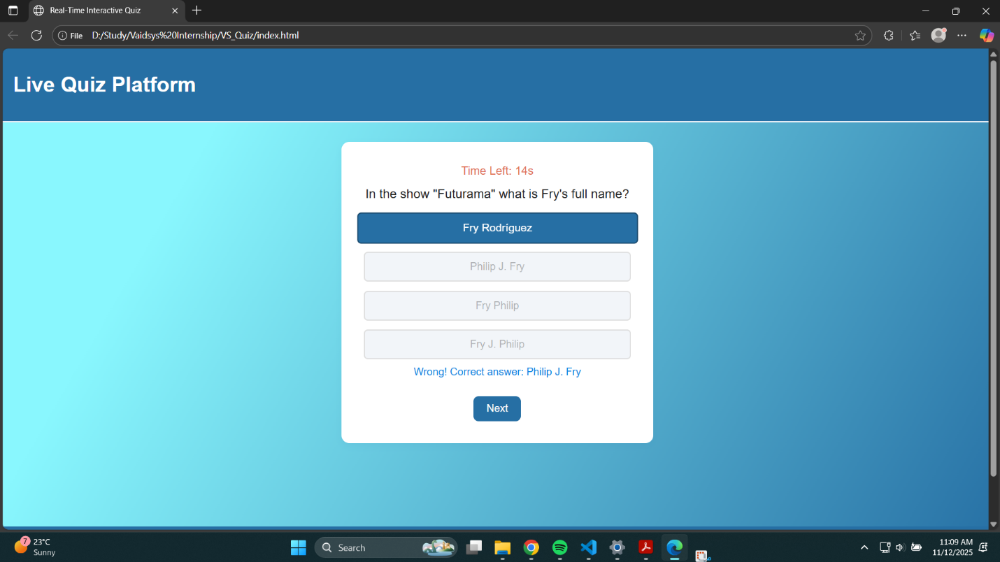 Real-Time Interactive Quiz
File D:/Study/Vaidsys%20Internship/VS_Quiz/index.html
Live Quiz Platform
Time Left: 14s
In the show "Futurama" what is Fry's full name?
Fry Rodríguez
Philip J. Fry
Fry Philip
Fry J. Philip
Wrong! Correct answer: Philip J. Fry
Next
7
23°C
Sunny
Search
11:09 AM
11/12/2025